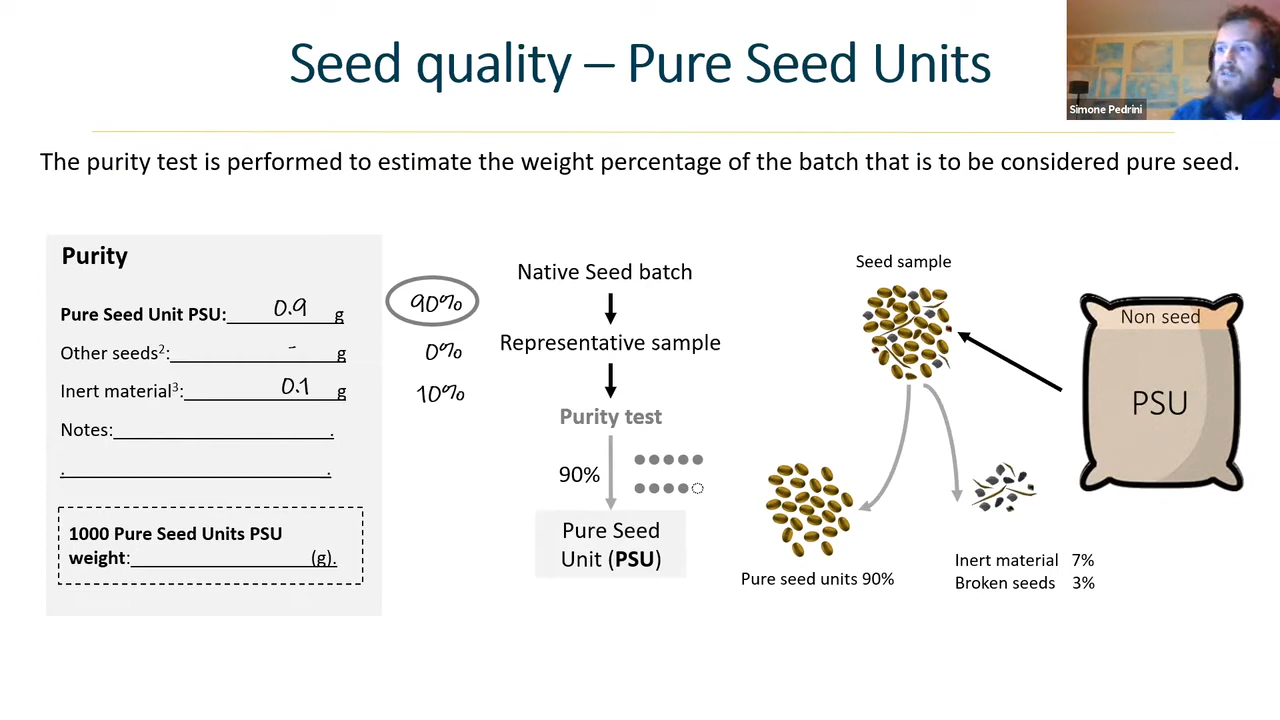 Seed quality – Pure Seed Units
Simone Pedrini
The purity test is performed to estimate the weight percentage of the batch that is to be considered pure seed.
Purity
Pure Seed Unit PSU: 0.9 g
90%
Other seeds²: - g
0%
Inert material³: 0.1 g
10%
Notes: .
. .
1000 Pure Seed Units PSU
weight: (g).
Native Seed batch
Representative sample
Purity test
90%
Pure Seed
Unit (PSU)
Seed sample
Pure seed units 90%
Inert material 7%
Broken seeds 3%
Non seed
PSU